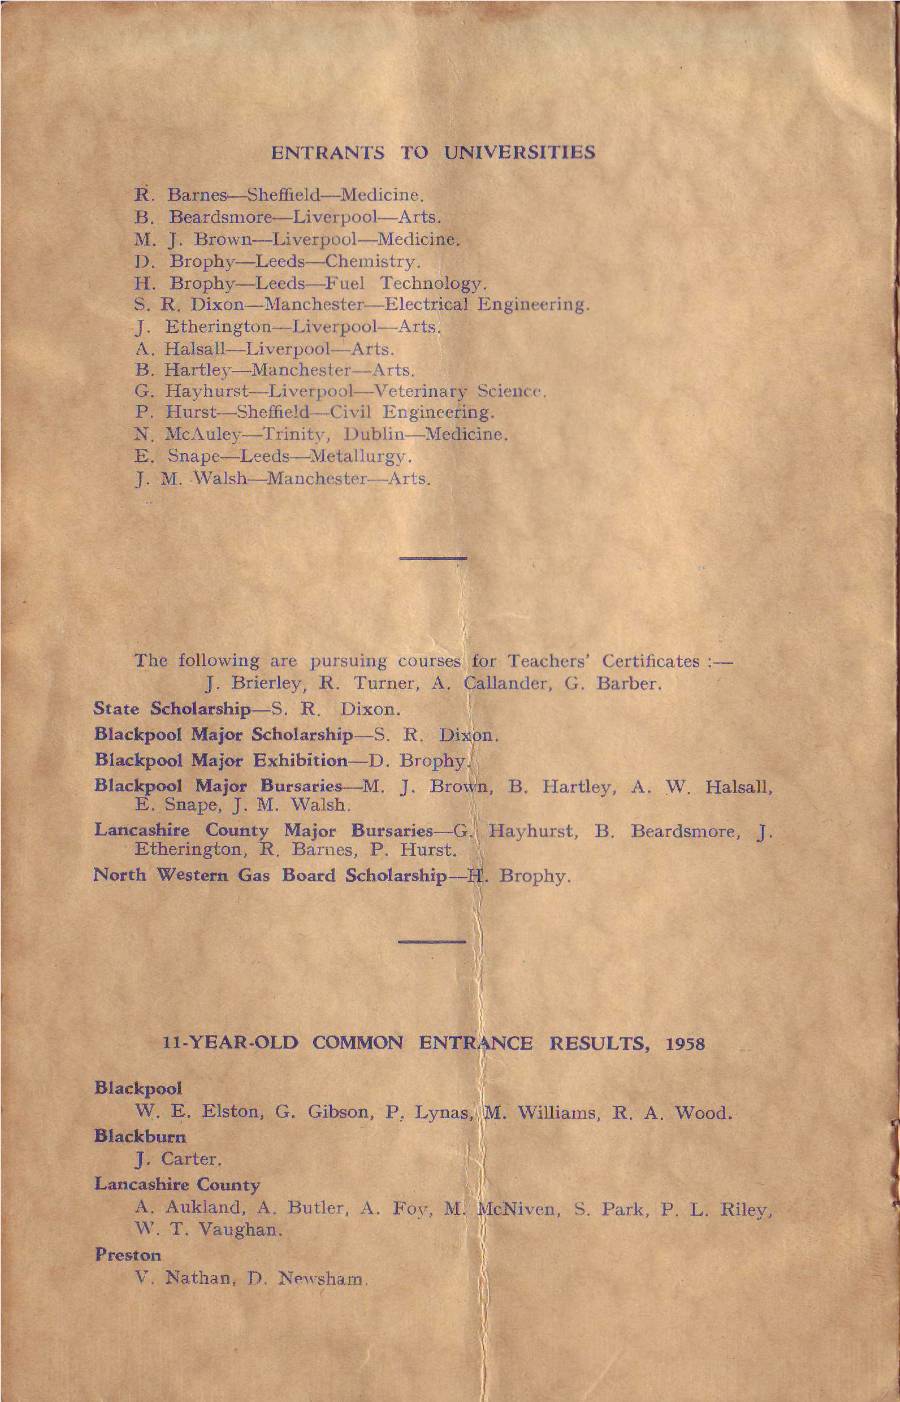 ENTRANTS TO UNIVERSITIES
R. Barnes—Sheffield—Medicine.
B. Beardsmore—Liverpool—Arts.
M. J. Brown—Liverpool—Medicine.
D. Brophy—Leeds—Chemistry.
H. Brophy—Leeds—Fuel Technology.
S. R. Dixon—Manchester—Electrical Engineering.
J. Etherington—Liverpool—Arts.
A. Halsall—Liverpool—Arts.
B. Hartley—Manchester—Arts.
G. Hayhurst—Liverpool—Veterinary Science.
P. Hurst—Sheffield—Civil Engineering.
N. McAuley—Trinity, Dublin—Medicine.
E. Snape—Leeds—Metallurgy.
J. M. Walsh—Manchester—Arts.
The following are pursuing courses for Teachers' Certificates :—
J. Brierley, R. Turner, A. Callander, G. Barber.
State Scholarship—S. R. Dixon.
Blackpool Major Scholarship—S. R. Dixon.
Blackpool Major Exhibition—D. Brophy.
Blackpool Major Bursaries—M. J. Brown, B. Hartley, A. W. Halsall,
E. Snape, J. M. Walsh.
Lancashire County Major Bursaries—G. Hayhurst, B. Beardsmore, J.
Etherington, R. Barnes, P. Hurst.
North Western Gas Board Scholarship—H. Brophy.
11-YEAR-OLD COMMON ENTRANCE RESULTS, 1958
Blackpool
W. E. Elston, G. Gibson, P. Lynas, M. Williams, R. A. Wood.
Blackburn
J. Carter.
Lancashire County
A. Aukland, A. Butler, A. Foy, M. McNiven, S. Park, P. L. Riley,
W. T. Vaughan.
Preston
V. Nathan, D. Newsham.